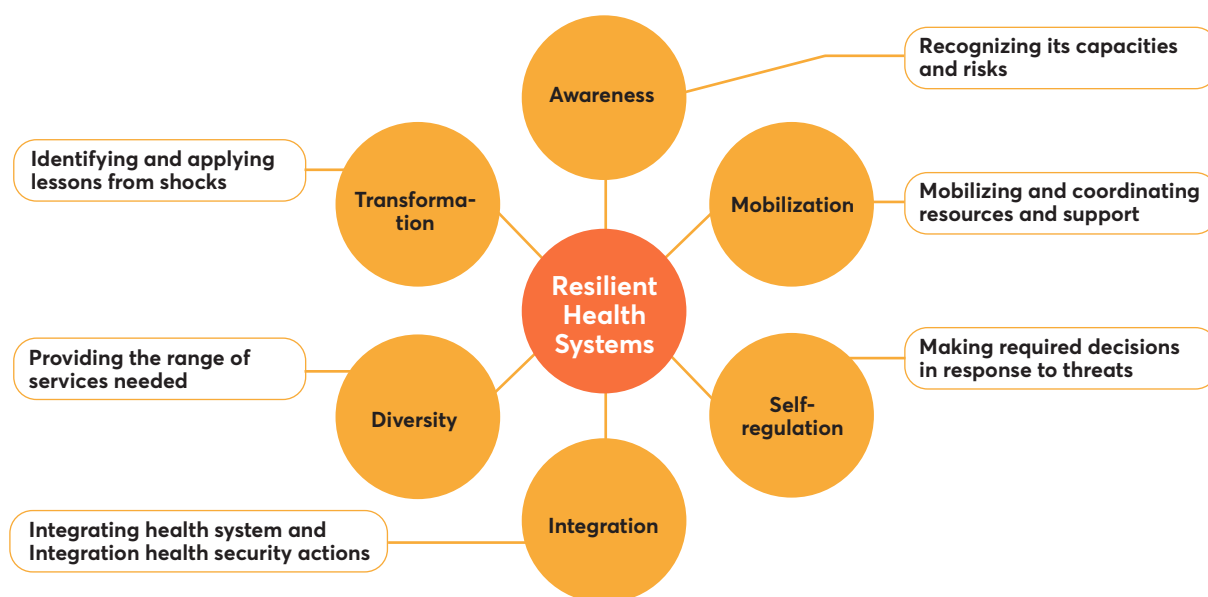 Awareness
Recognizing its capacities
and risks
Identifying and applying
lessons from shocks
Transforma-
tion
Mobilization
Mobilizing and coordinating
resources and support
Resilient
Health
Systems
Providing the range of
services needed
Diversity
Self-
regulation
Making required decisions
in response to threats
Integrating health system and
Integration health security actions
Integration